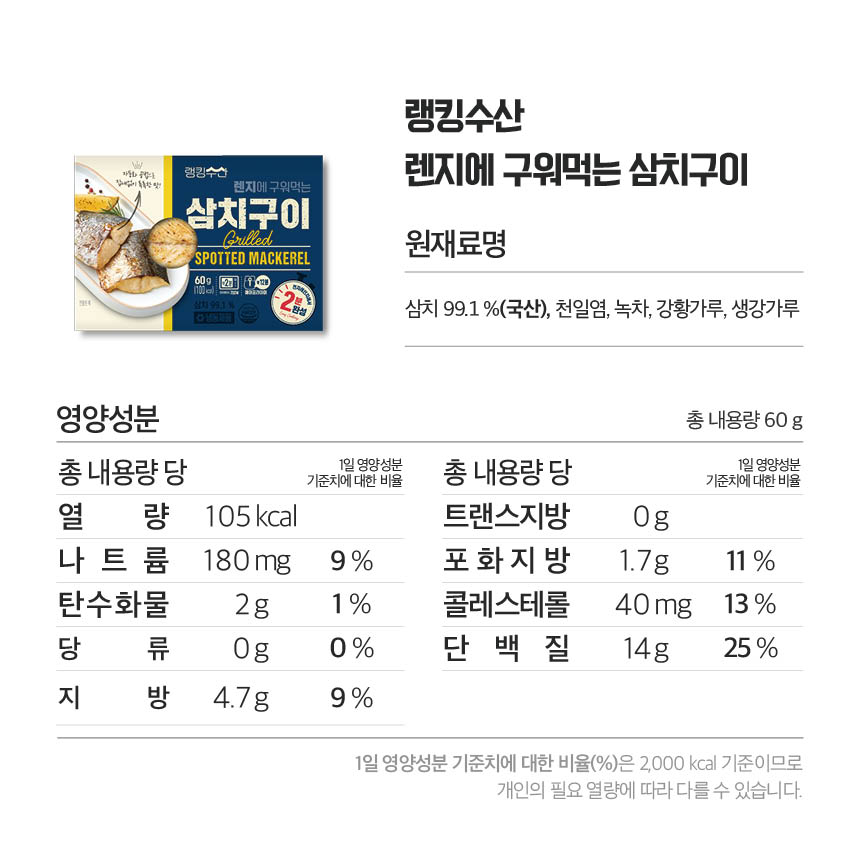 랭킹수산
렌지에 구워먹는 삼치구이
원재료명
삼치 99.1 %(국산), 천일염, 녹차, 강황가루, 생강가루
랭킹수산
렌지에 구워먹는
삼치구이
Grilled
SPOTTED MACKEREL
60 g
2분
완성
삼치 99.1 %
영양성분
총 내용량 60 g
총 내용량 당 1일 영양성분 기준치에 대한 비율
열 량 105 kcal
나 트 륨 180 mg 9 %
탄수화물 2 g 1 %
당 류 0 g 0 %
지 방 4.7 g 9 %
총 내용량 당 1일 영양성분 기준치에 대한 비율
트랜스지방 0 g
포 화 지 방 1.7 g 11 %
콜레스테롤 40 mg 13 %
단 백 질 14 g 25 %
1일 영양성분 기준치에 대한 비율(%)은 2,000 kcal 기준이므로
개인의 필요 열량에 따라 다를 수 있습니다.